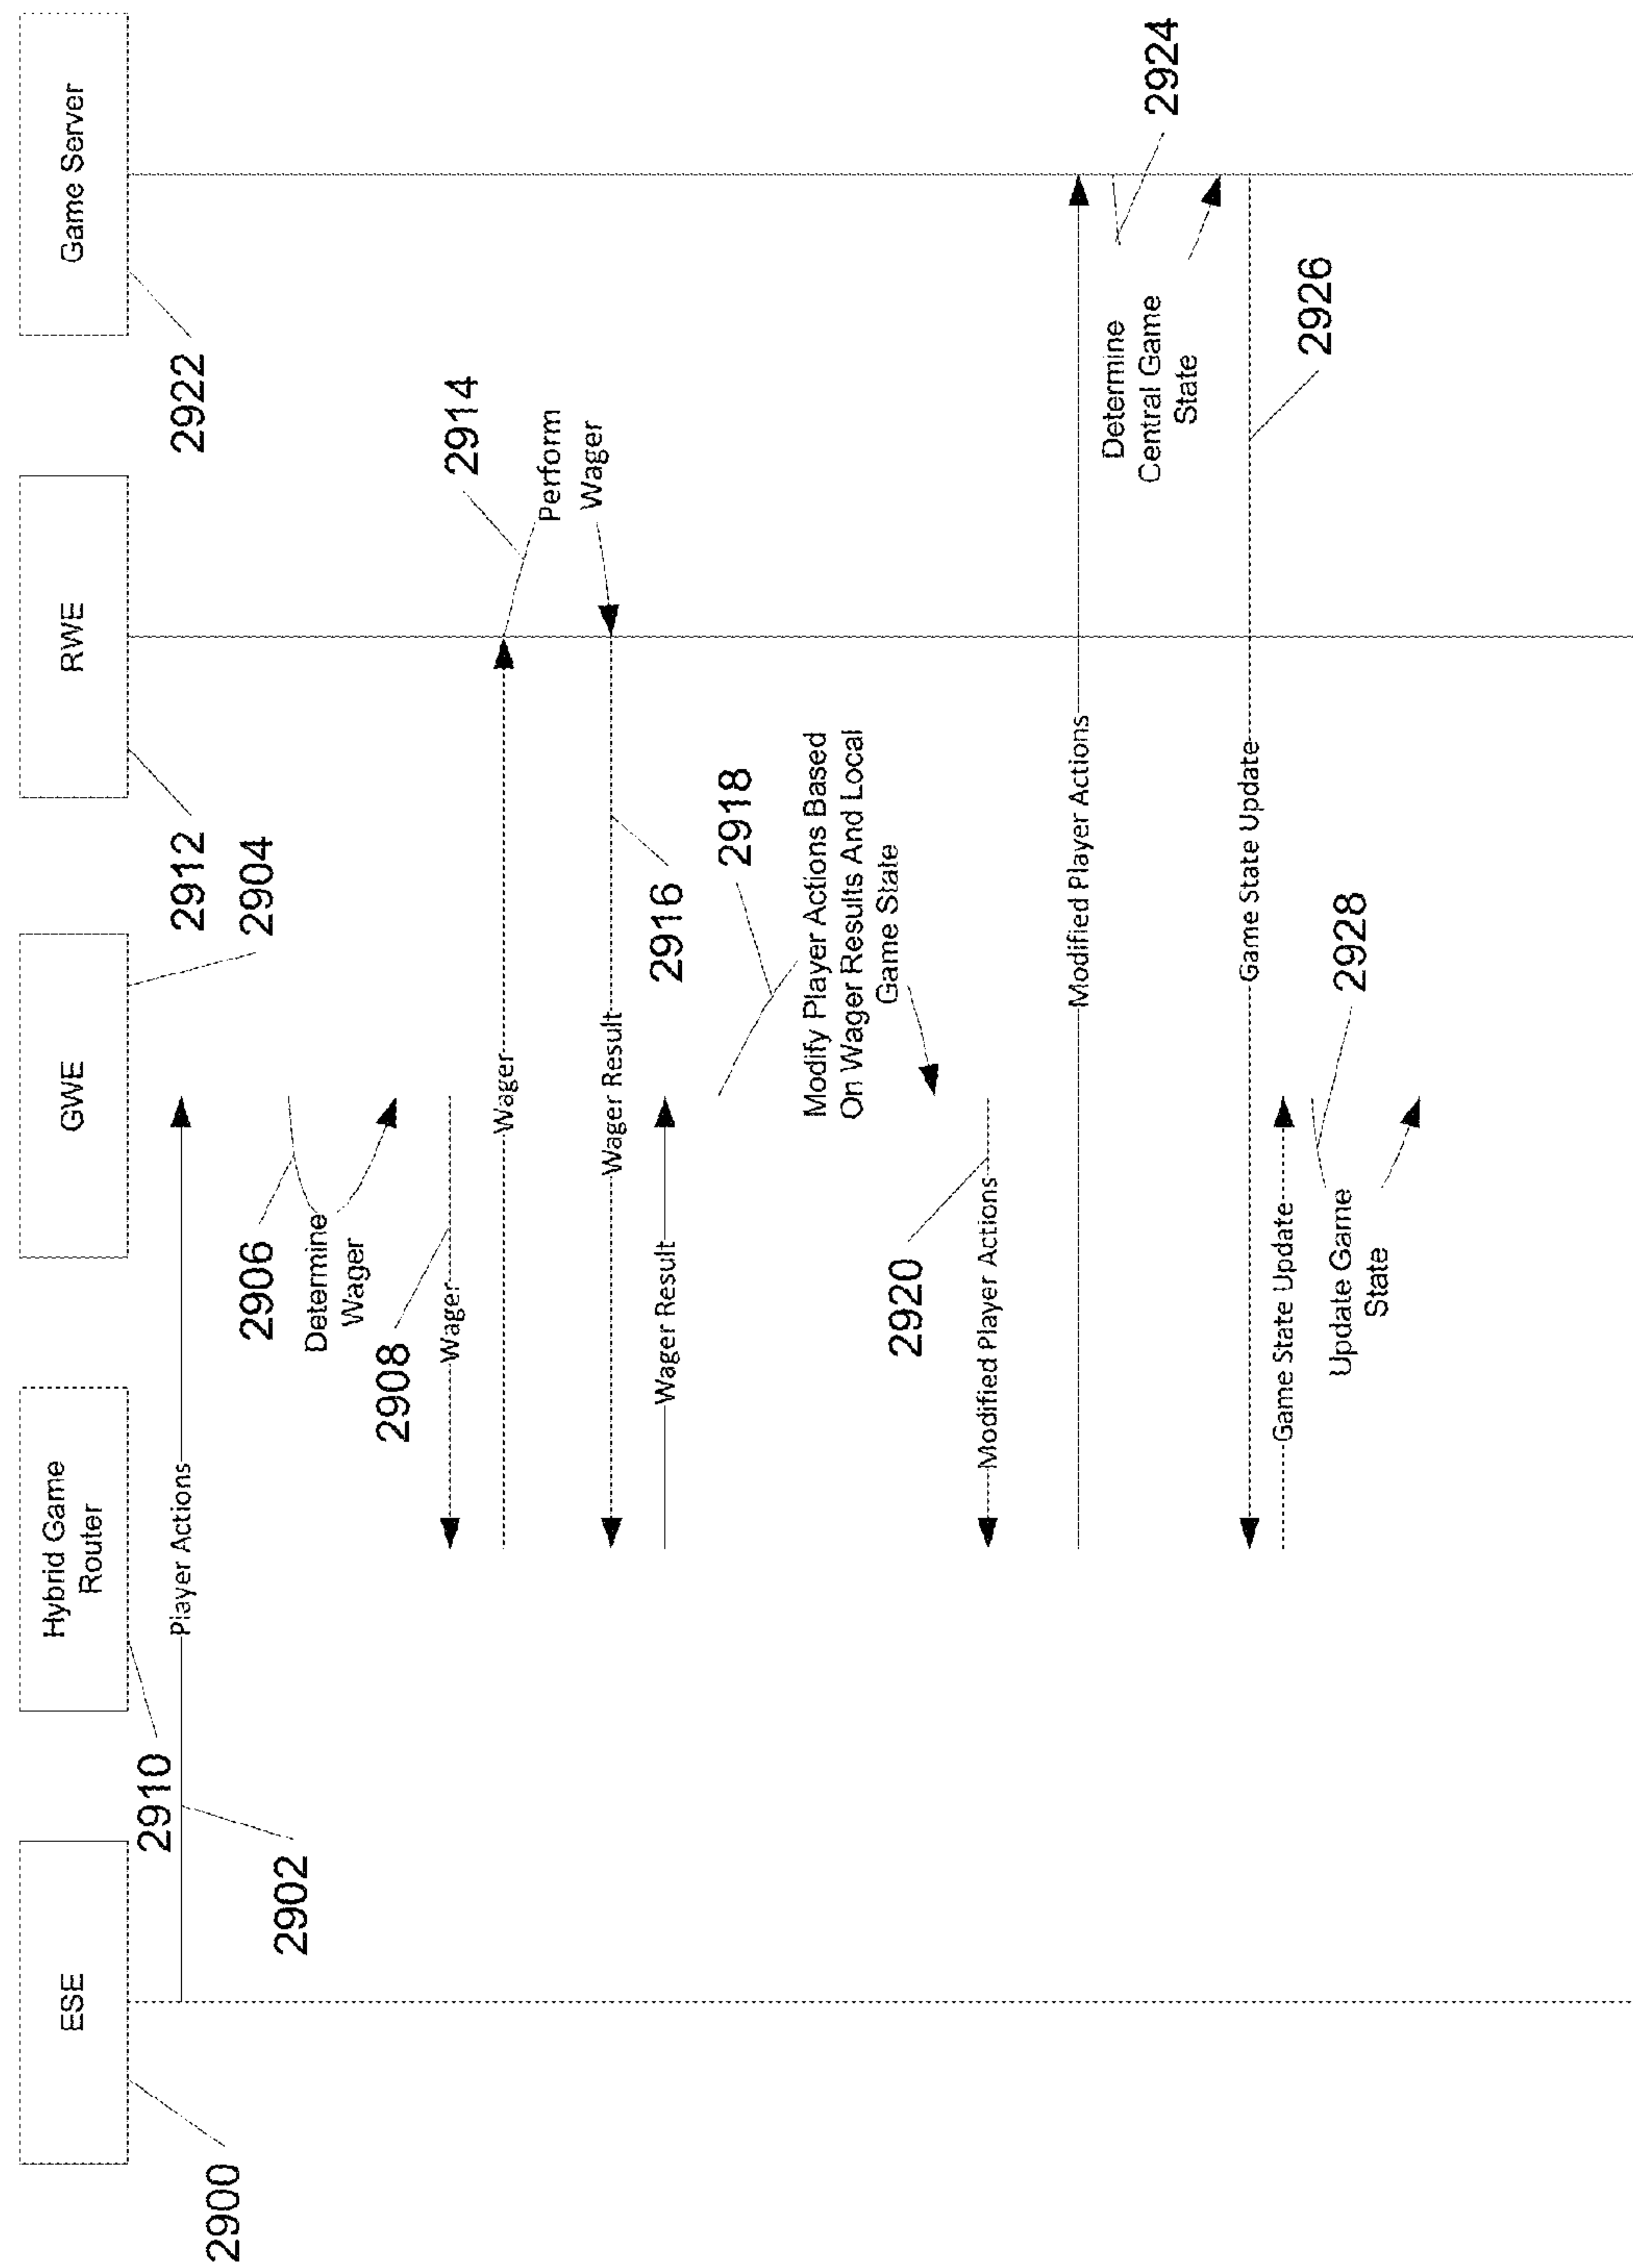 ESE
Hybrid Game
Router
GWE
RWE
Game Server
2900
2910
2904
2912
2922
Player Actions
2902
2906
Determine
Wager
2908
Wager
Wager
2914
Perform
Wager
Wager Result
2916
Wager Result
2918
Modify Player Actions Based
On Wager Results And Local
Game State
2920
Modified Player Actions
Modified Player Actions
2924
Determine
Central Game
State
Game State Update
2926
Game State Update
2928
Update Game
State